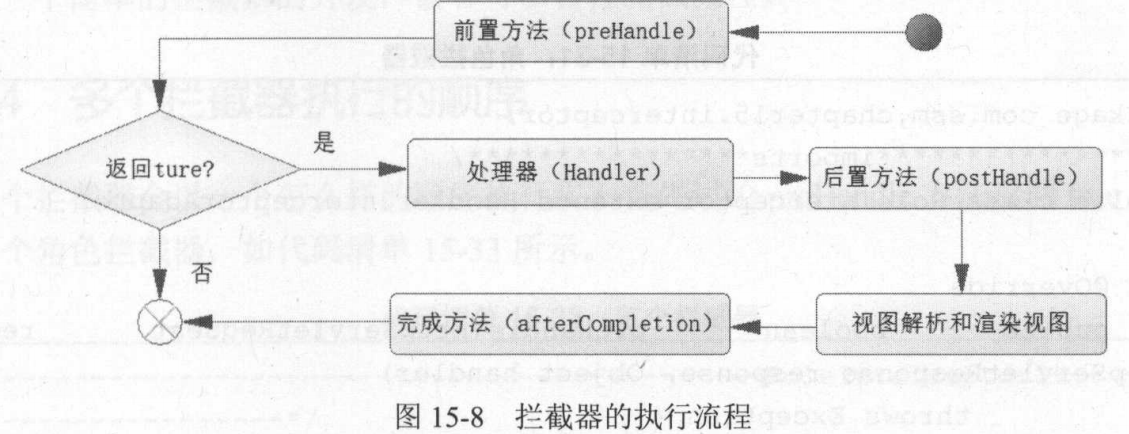 前置方法（preHandle）
返回ture?
是
处理器（Handler）
后置方法（postHandle）
否
完成方法（afterCompletion）
视图解析和渲染视图
图 15-8 拦截器的执行流程